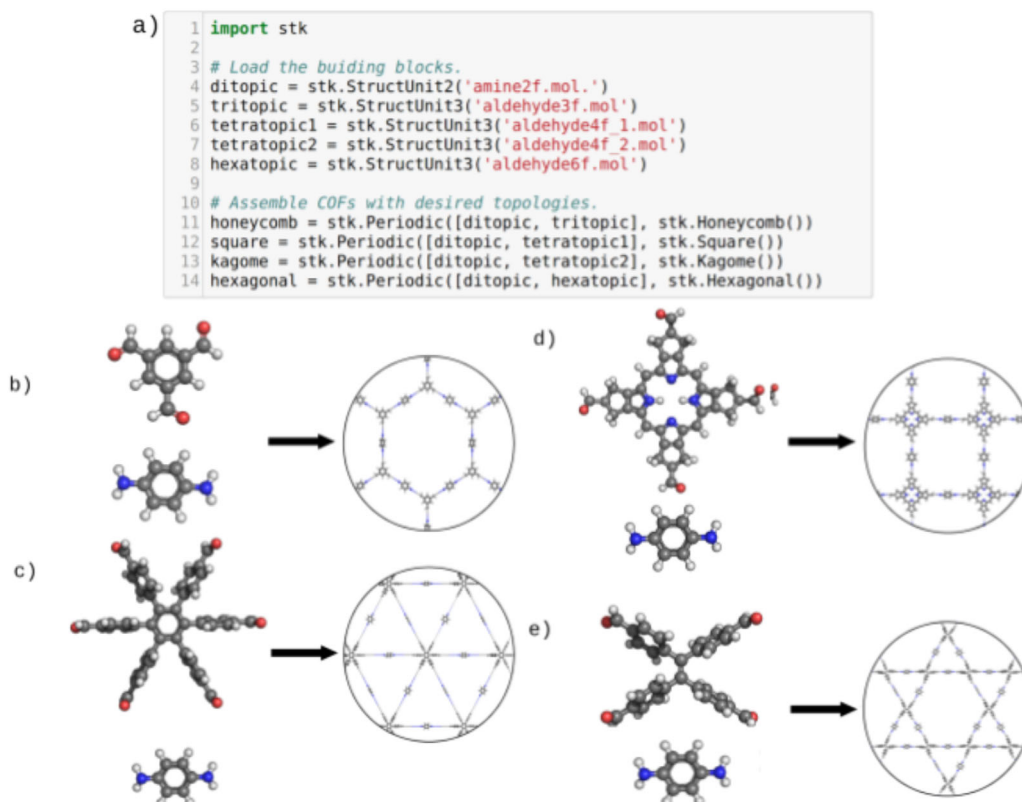 a)
1 import stk
2
3 # Load the buiding blocks.
4 ditopic = stk.StructUnit2('amine2f.mol.')
5 tritopic = stk.StructUnit3('aldehyde3f.mol')
6 tetratopic1 = stk.StructUnit3('aldehyde4f_1.mol')
7 tetratopic2 = stk.StructUnit3('aldehyde4f_2.mol')
8 hexatopic = stk.StructUnit3('aldehyde6f.mol')
9
10 # Assemble COFs with desired topologies.
11 honeycomb = stk.Periodic([ditopic, tritopic], stk.Honeycomb())
12 square = stk.Periodic([ditopic, tetratopic1], stk.Square())
13 kagome = stk.Periodic([ditopic, tetratopic2], stk.Kagome())
14 hexagonal = stk.Periodic([ditopic, hexatopic], stk.Hexagonal())
b)
d)
c)
e)